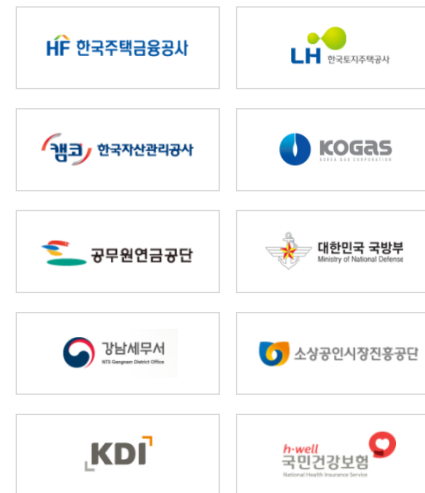 HF 한국주택금융공사
LH 한국토지주택공사
캠코 한국자산관리공사
KOGAS
KOREA GAS CORPORATION
공무원연금공단
대한민국 국방부
Ministry of National Defense
강남세무서
NTS Gangnam District Office
소상공인시장진흥공단
KDI
h-well
국민건강보험
National Health Insurance Service